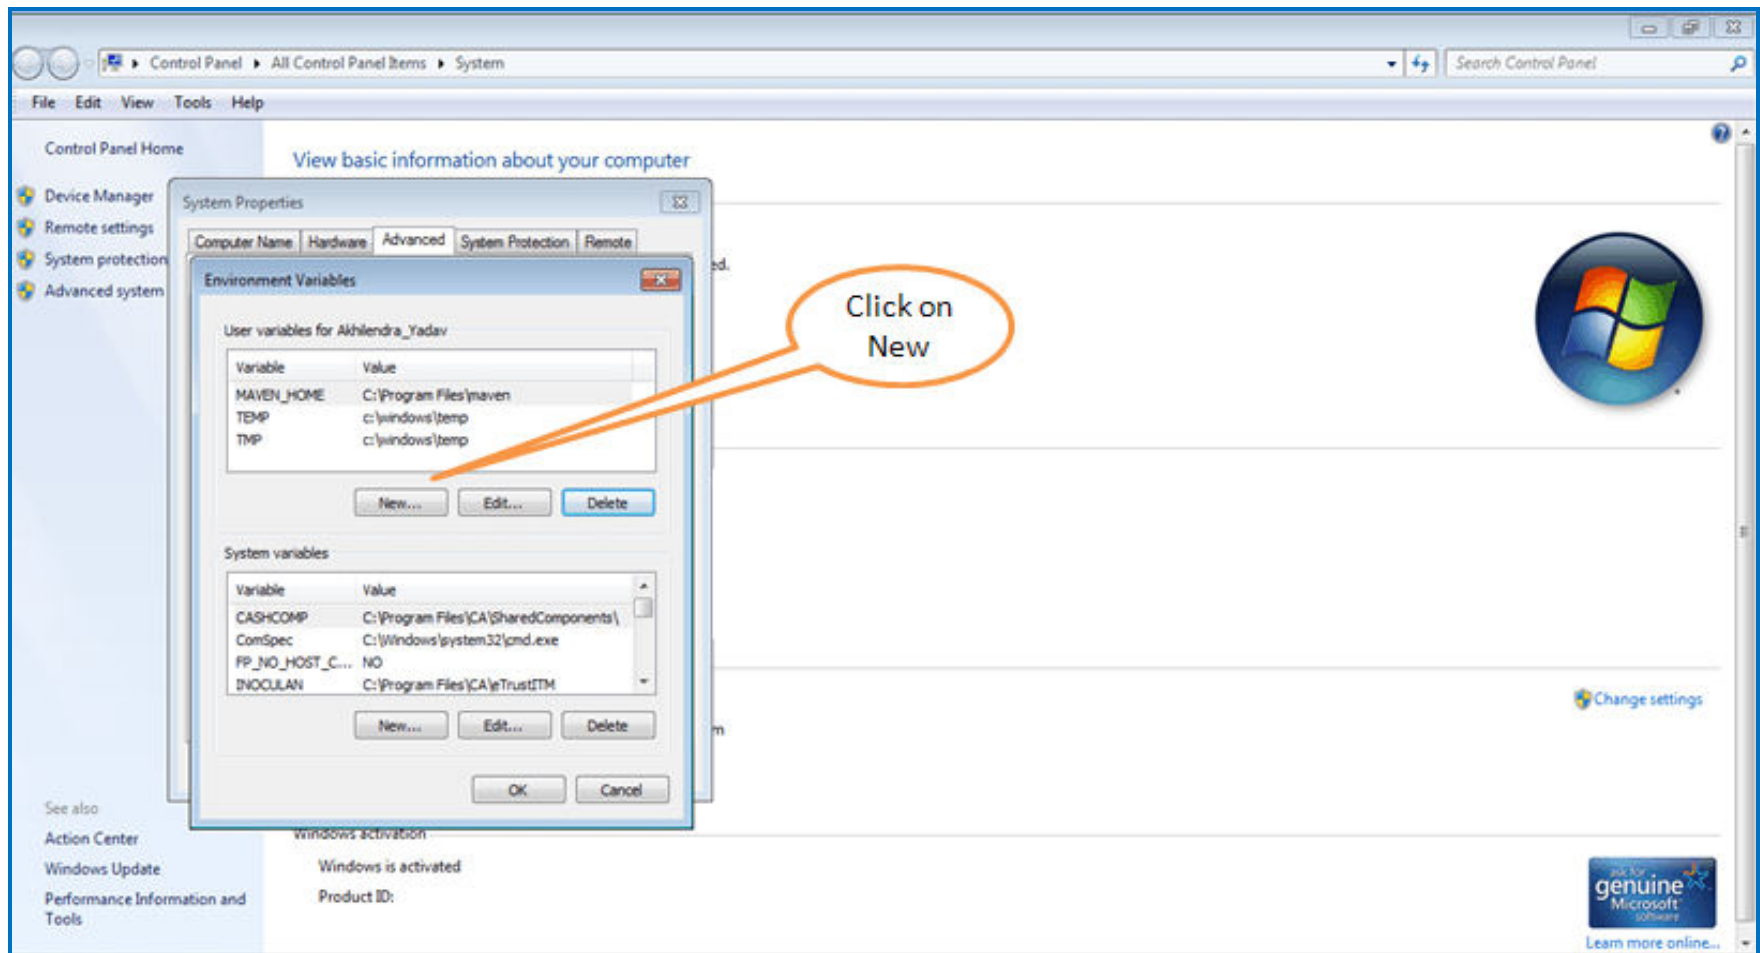 Control Panel ▸ All Control Panel Items ▸ System
Search Control Panel
File Edit View Tools Help
Control Panel Home
Device Manager
Remote settings
System protection
Advanced system
View basic information about your computer
System Properties
Computer Name Hardware Advanced System Protection Remote
ed.
Environment Variables
User variables for Akhilendra_Yadav
Variable Value
MAVEN_HOME C:\Program Files\maven
TEMP c:\windows\temp
TMP c:\windows\temp
New... Edit... Delete
Click on
New
System variables
Variable Value
CASHCOMP C:\Program Files\CA\SharedComponents\
ComSpec C:\Windows\system32\cmd.exe
FP_NO_HOST_C... NO
INOCULAN C:\Program Files\CA\eTrustITM
New... Edit... Delete
OK Cancel
Change settings
m
See also
Action Center
Windows Update
Performance Information and
Tools
Windows activation
Windows is activated
Product ID:
ask for
genuine
Microsoft
software
Learn more online...